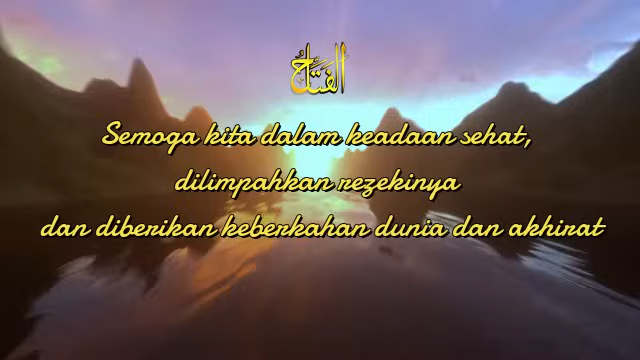 الفتاح
Semoga kita dalam keadaan sehat,
dilimpahkan rezekinya
dan diberikan keberkahan dunia dan akhirat